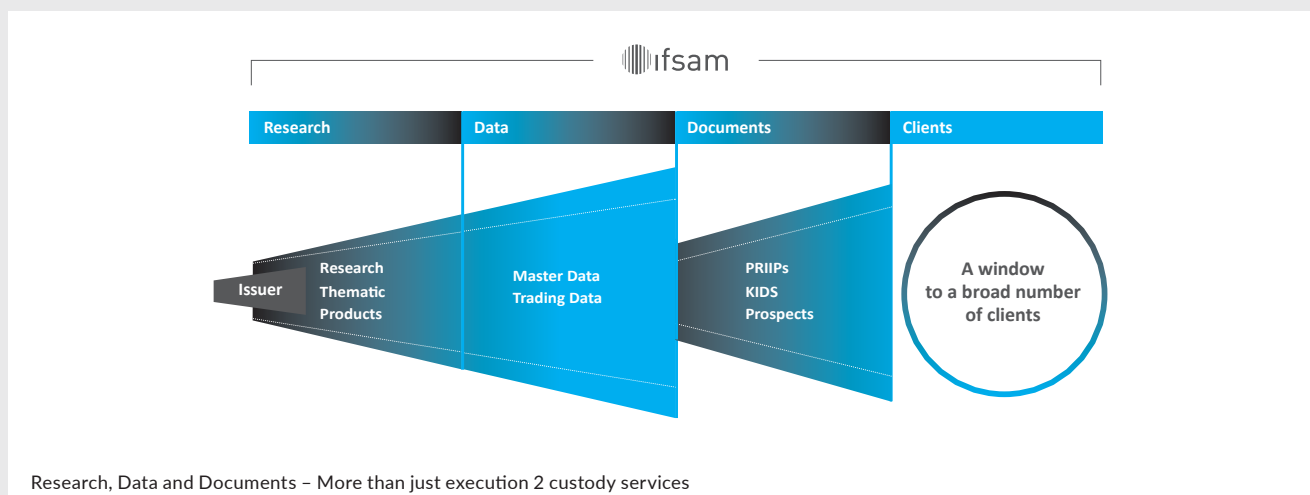 ifsam
Research
Data
Documents
Clients
Issuer
Research
Thematic
Products
Master Data
Trading Data
PRIIPs
KIDS
Prospects
A window
to a broad number
of clients
Research, Data and Documents – More than just execution 2 custody services